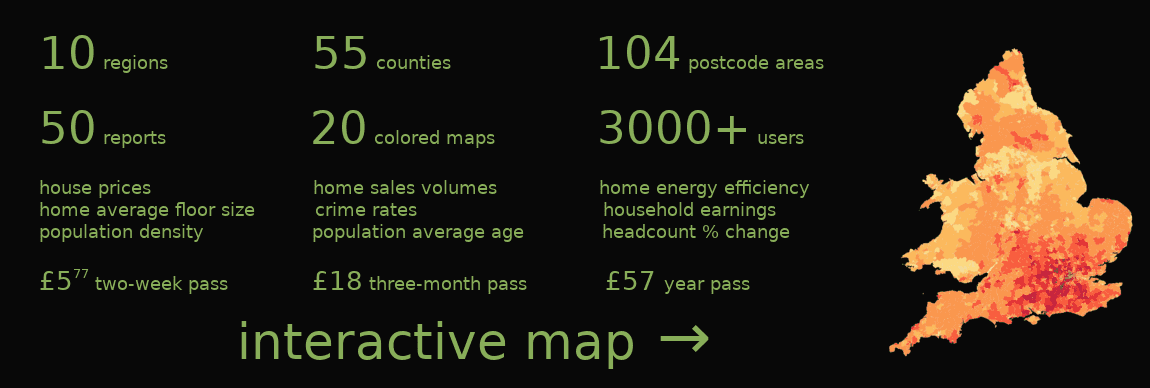 10 regions 55 counties 104 postcode areas
50 reports 20 colored maps 3000+ users
house prices home sales volumes home energy efficiency
home average floor size crime rates household earnings
population density population average age headcount % change
£5⁷⁷ two-week pass £18 three-month pass £57 year pass
interactive map →